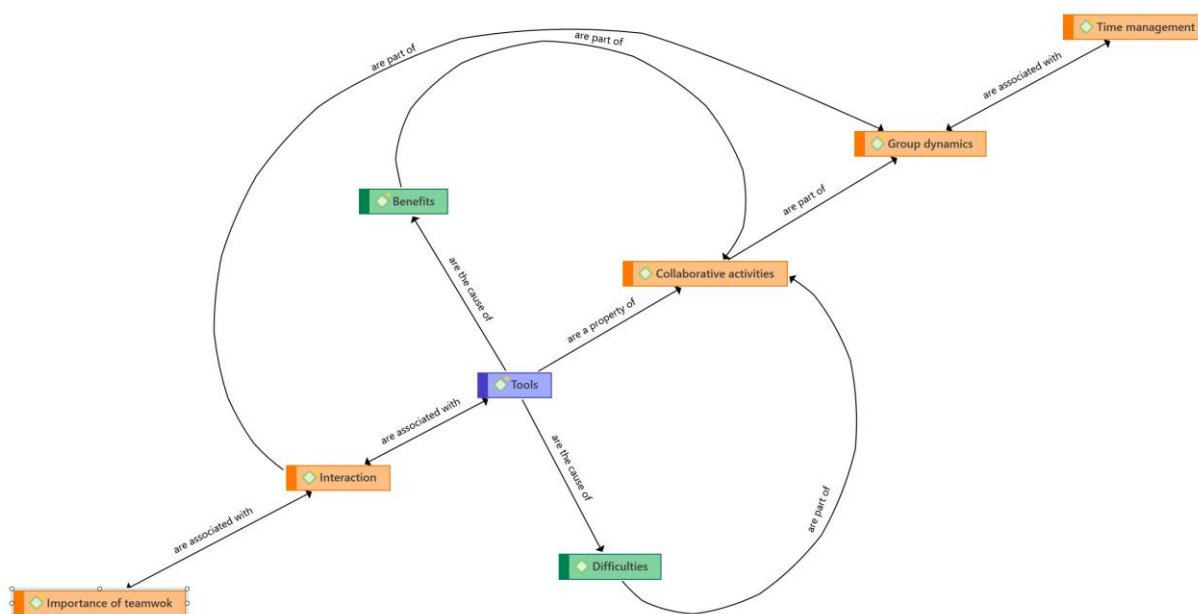 Time management
are part of
are part of
are associated with
Group dynamics
are part of
Benefits
Collaborative activities
are the cause of
are a property of
Tools
are associated with
are the cause of
Interaction
are part of
are associated with
Difficulties
Importance of teamwok